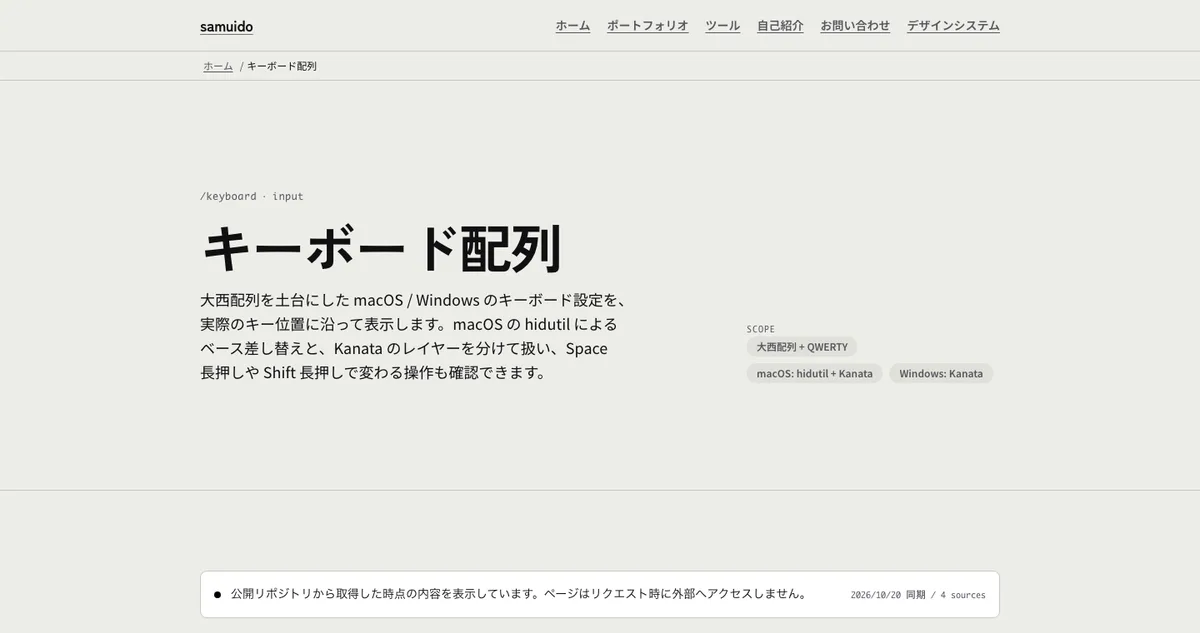 samuido
ホーム ポートフォリオ ツール 自己紹介 お問い合わせ デザインシステム
ホーム / キーボード配列
/keyboard · input
キーボード配列
大西配列を土台にした macOS / Windows のキーボード設定を、
実際のキー位置に沿って表示します。macOS の hidutil による
ベース差し替えと、Kanata のレイヤーを分けて扱い、Space
長押しや Shift 長押しで変わる操作も確認できます。
SCOPE
大西配列 + QWERTY
macOS: hidutil + Kanata Windows: Kanata
公開リポジトリから取得した時点の内容を表示しています。ページはリクエスト時に外部へアクセスしません。 2026/10/20 同期 / 4 sources